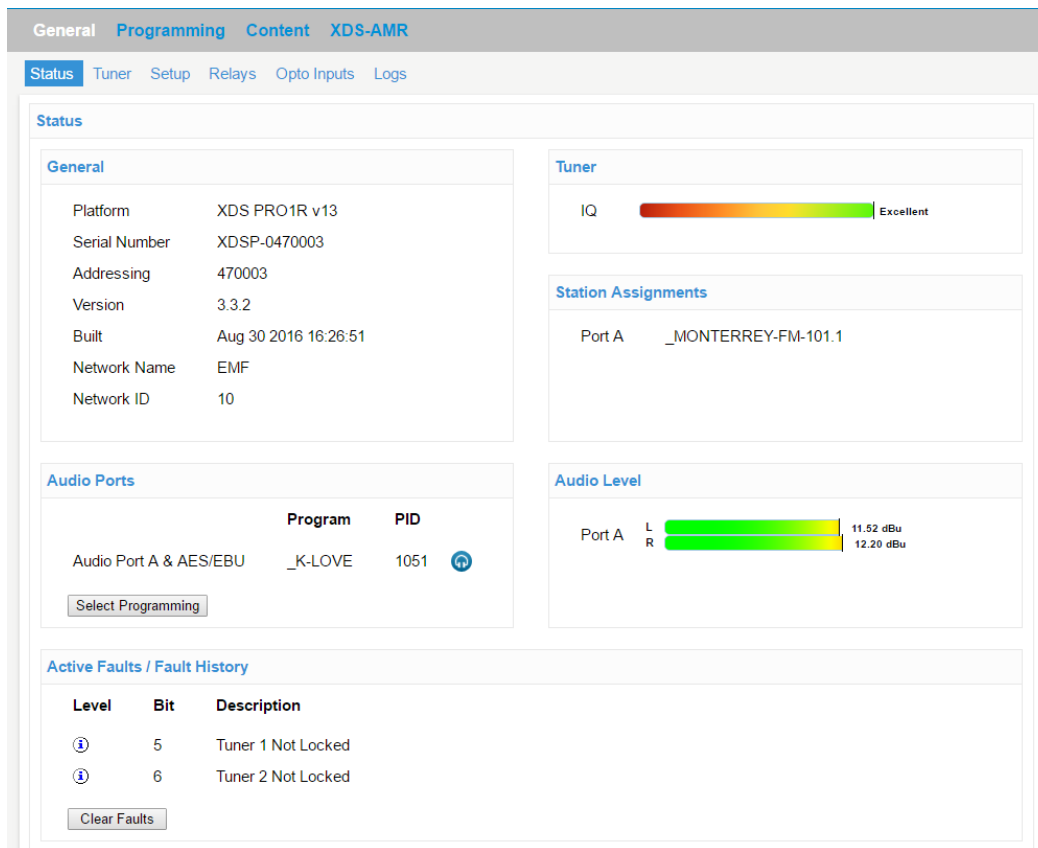 General Programming Content XDS-AMR
Status Tuner Setup Relays Opto Inputs Logs
Status
General
Platform XDS PRO1R v13
Serial Number XDSP-0470003
Addressing 470003
Version 3.3.2
Built Aug 30 2016 16:26:51
Network Name EMF
Network ID 10
Tuner
IQ Excellent
Station Assignments
Port A _MONTERREY-FM-101.1
Audio Ports
Program PID
Audio Port A & AES/EBU _K-LOVE 1051
Select Programming
Audio Level
Port A
L 11.52 dBu
R 12.20 dBu
Active Faults / Fault History
Level Bit Description
i 5 Tuner 1 Not Locked
i 6 Tuner 2 Not Locked
Clear Faults